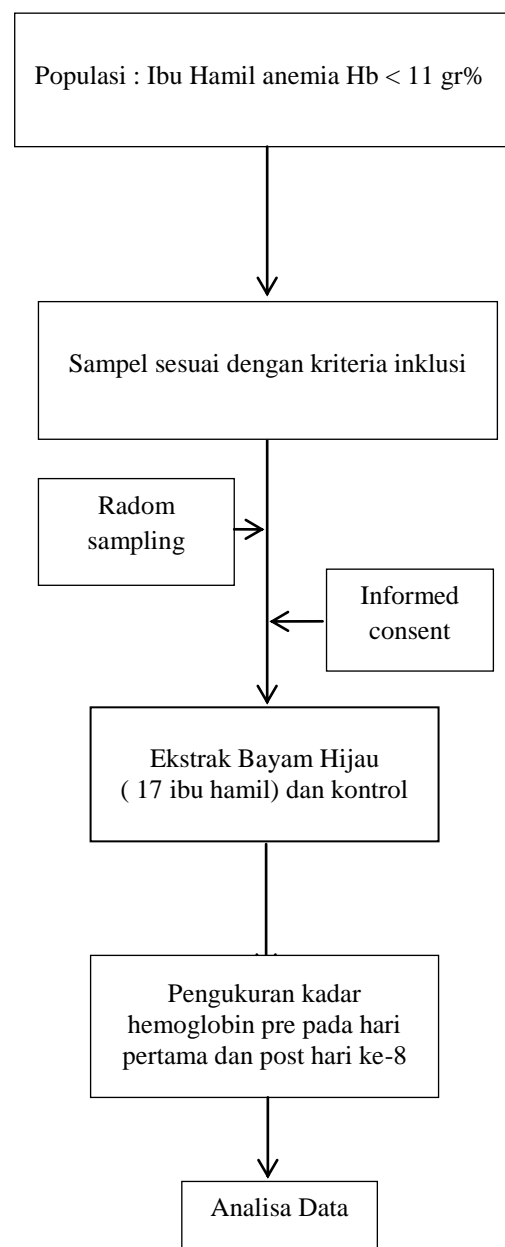 Populasi : Ibu Hamil anemia Hb < 11 gr%
Sampel sesuai dengan kriteria inklusi
Radom
sampling
Informed
consent
Ekstrak Bayam Hijau
( 17 ibu hamil) dan kontrol
Pengukuran kadar
hemoglobin pre pada hari
pertama dan post hari ke-8
Analisa Data